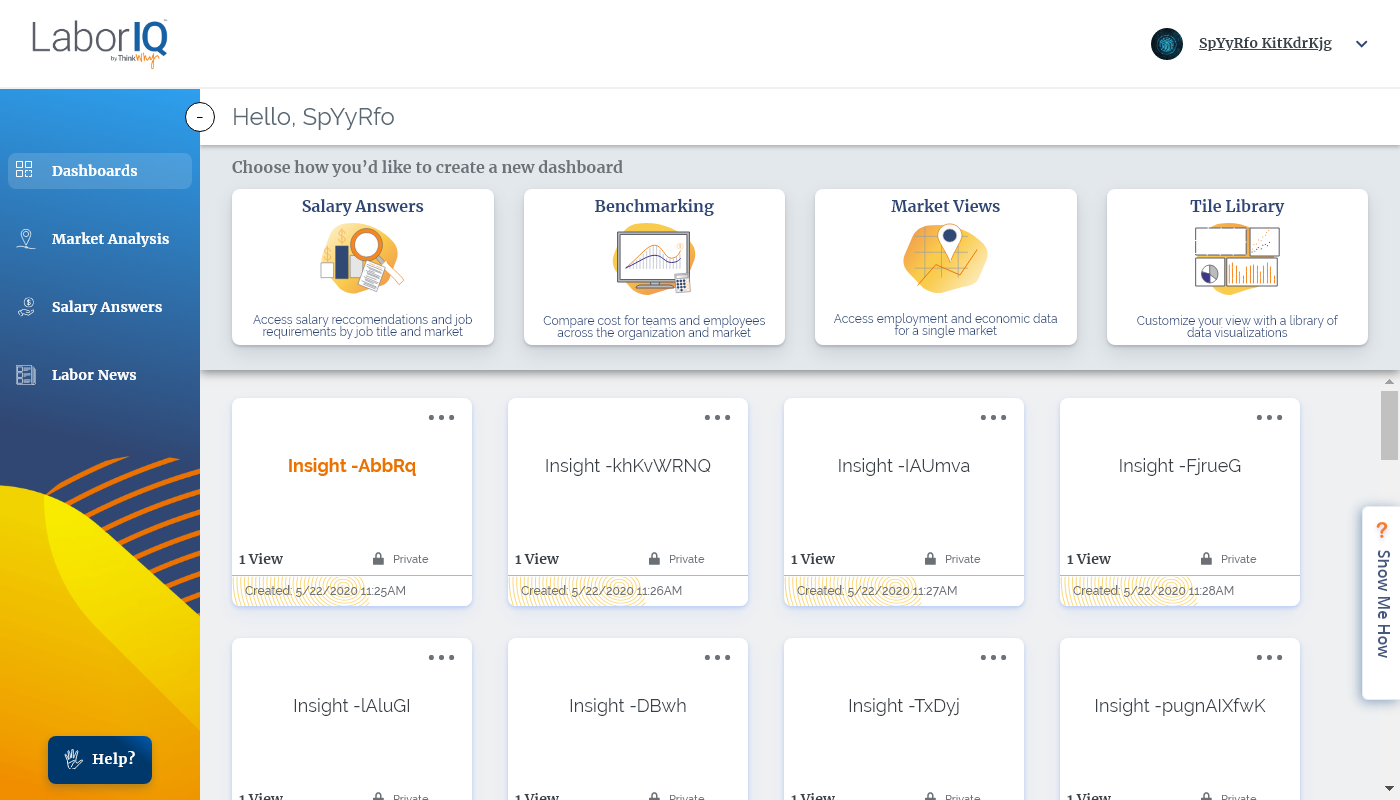 LaborIQ
by ThinkWhy
SpYyRfo KitKdrKjg
-
Hello, SpYyRfo
Dashboards
Market Analysis
Salary Answers
Labor News
Help?
Choose how you’d like to create a new dashboard
Salary Answers
Access salary reccomendations and job
requirements by job title and market
Benchmarking
Compare cost for teams and employees
across the organization and market
Market Views
Access employment and economic data
for a single market
Tile Library
Customize your view with a library of
data visualizations
Insight -AbbRq
1 View Private
Created: 5/22/2020 11:25AM
Insight -khKvWRNQ
1 View Private
Created: 5/22/2020 11:26AM
Insight -IAUmva
1 View Private
Created: 5/22/2020 11:27AM
Insight -FjrueG
1 View Private
Created: 5/22/2020 11:28AM
Insight -lAluGI
1 View Private
Insight -DBwh
1 View Private
Insight -TxDyj
1 View Private
Insight -pugnAIXfwK
1 View Private
? Show Me How